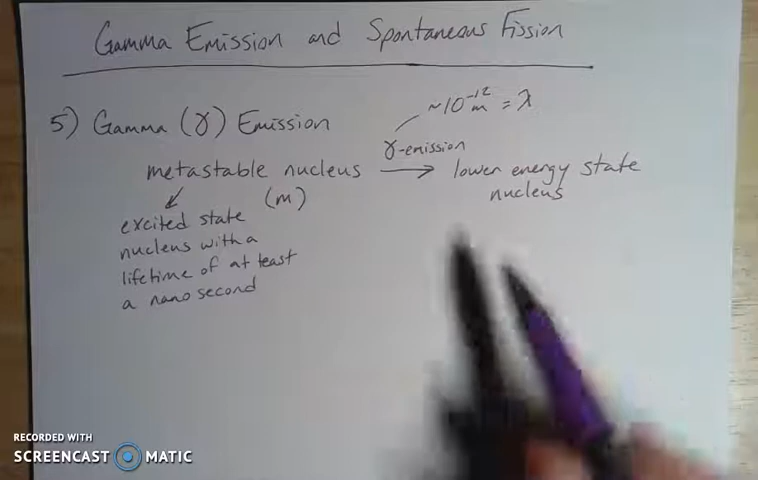 Gamma Emission and Spontaneous Fission
5) Gamma (γ) Emission
~10⁻¹² m = λ
γ-emission
metastable nucleus → lower energy state
(m)
nucleus
excited state
nucleus with a
lifetime of at least
a nano second
RECORDED WITH
SCREENCAST MATIC